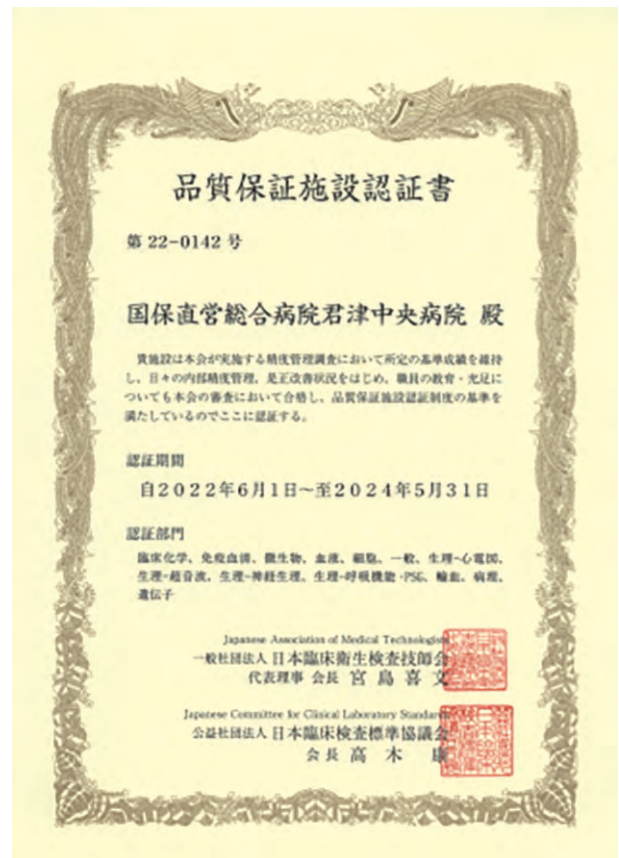 品質保証施設認証書
第 22-0142 号
国保直営総合病院君津中央病院 殿
貴施設は本会が実施する精度管理調査において所定の基準成績を維持
し、日々の内部精度管理、是正改善状況をはじめ、職員の教育・充足に
ついても本会の審査において合格し、品質保証施設認証制度の基準を
満たしているのでここに認証する。
認証期間
自2022年6月1日～至2024年5月31日
認証部門
臨床化学、免疫血清、微生物、血液、細胞、一般、生理-心電図、
生理-超音波、生理-神経生理、生理-呼吸機能・PSG、輸血、病理、
遺伝子
Japanese Association of Medical Technologists
一般社団法人 日本臨床衛生検査技師会
代表理事 会長 宮島喜文
Japanese Committee for Clinical Laboratory Standards
公益社団法人 日本臨床検査標準協議会
会長 高木 康